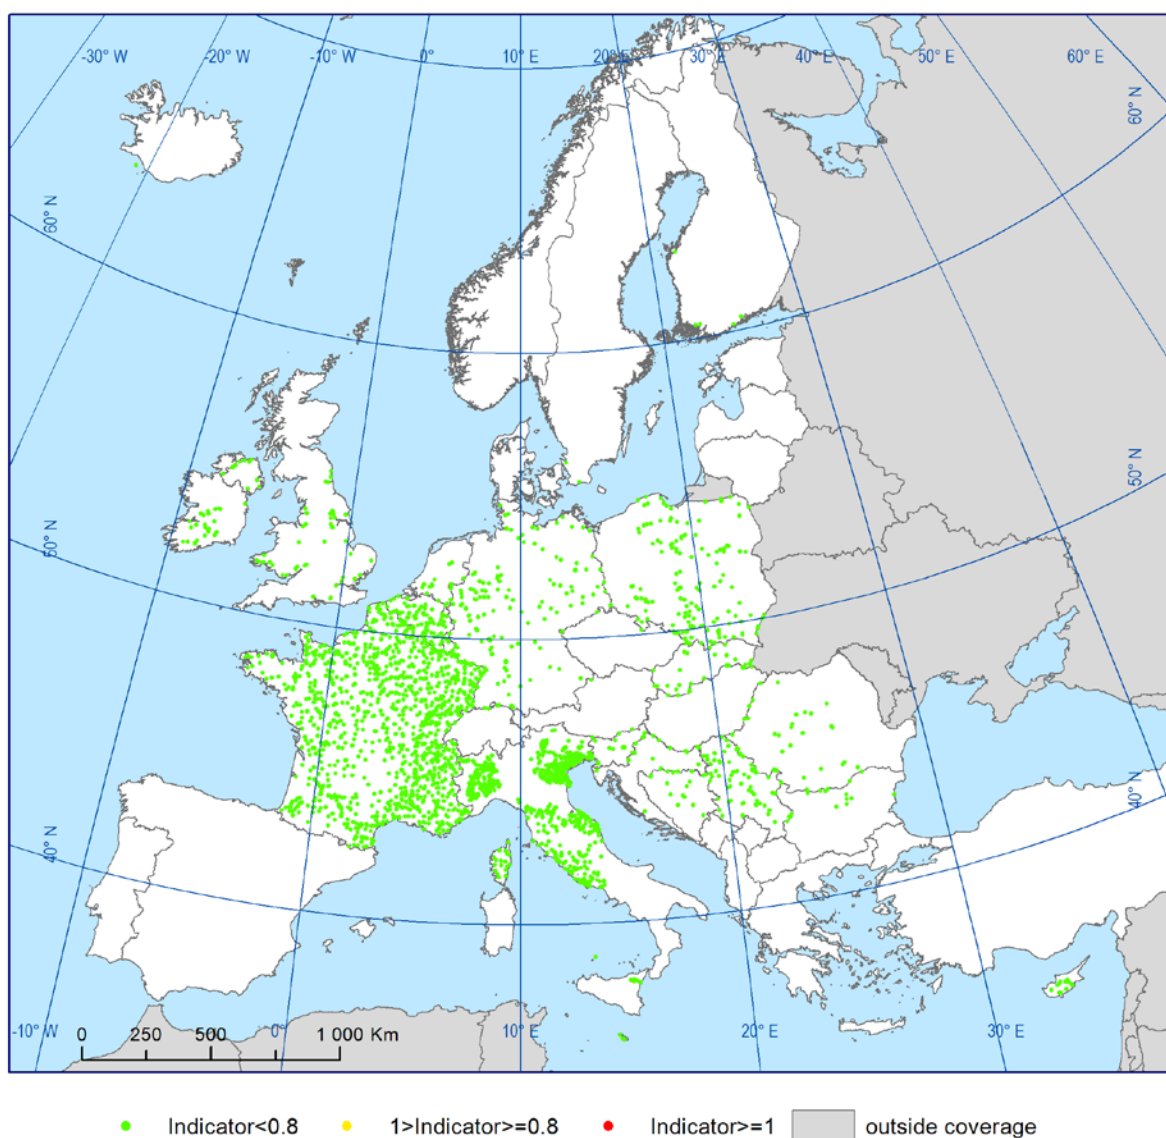 -30° W
-20° W
-10° W
0°
10° E
20° E
30° E
40° E
50° E
60° E
60° N
60° N
50° N
50° N
40° N
40° N
-10° W
0°
10° E
20° E
30° E
0 250 500 1 000 Km
Indicator<0.8 1>Indicator>=0.8 Indicator>=1 outside coverage